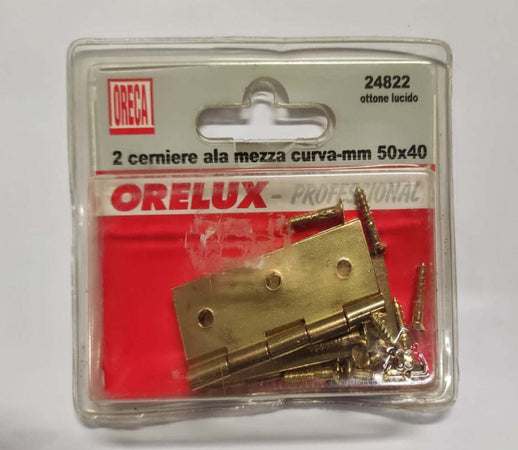 ORECA
24822
ottone lucido
2 cerniere ala mezza curva-mm 50x40
ORELUX - PROFESSIONAL